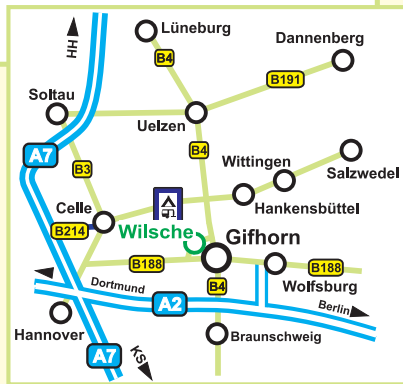 HH
Lüneburg
B4
Dannenberg
B191
Soltau
Uelzen
A7
B3
B4
Wittingen
Salzwedel
Celle
Hankensbüttel
B214
Wilsche
Gifhorn
B188
B188
Wolfsburg
Dortmund
A2
B4
Berlin
Hannover
Braunschweig
A7
KS